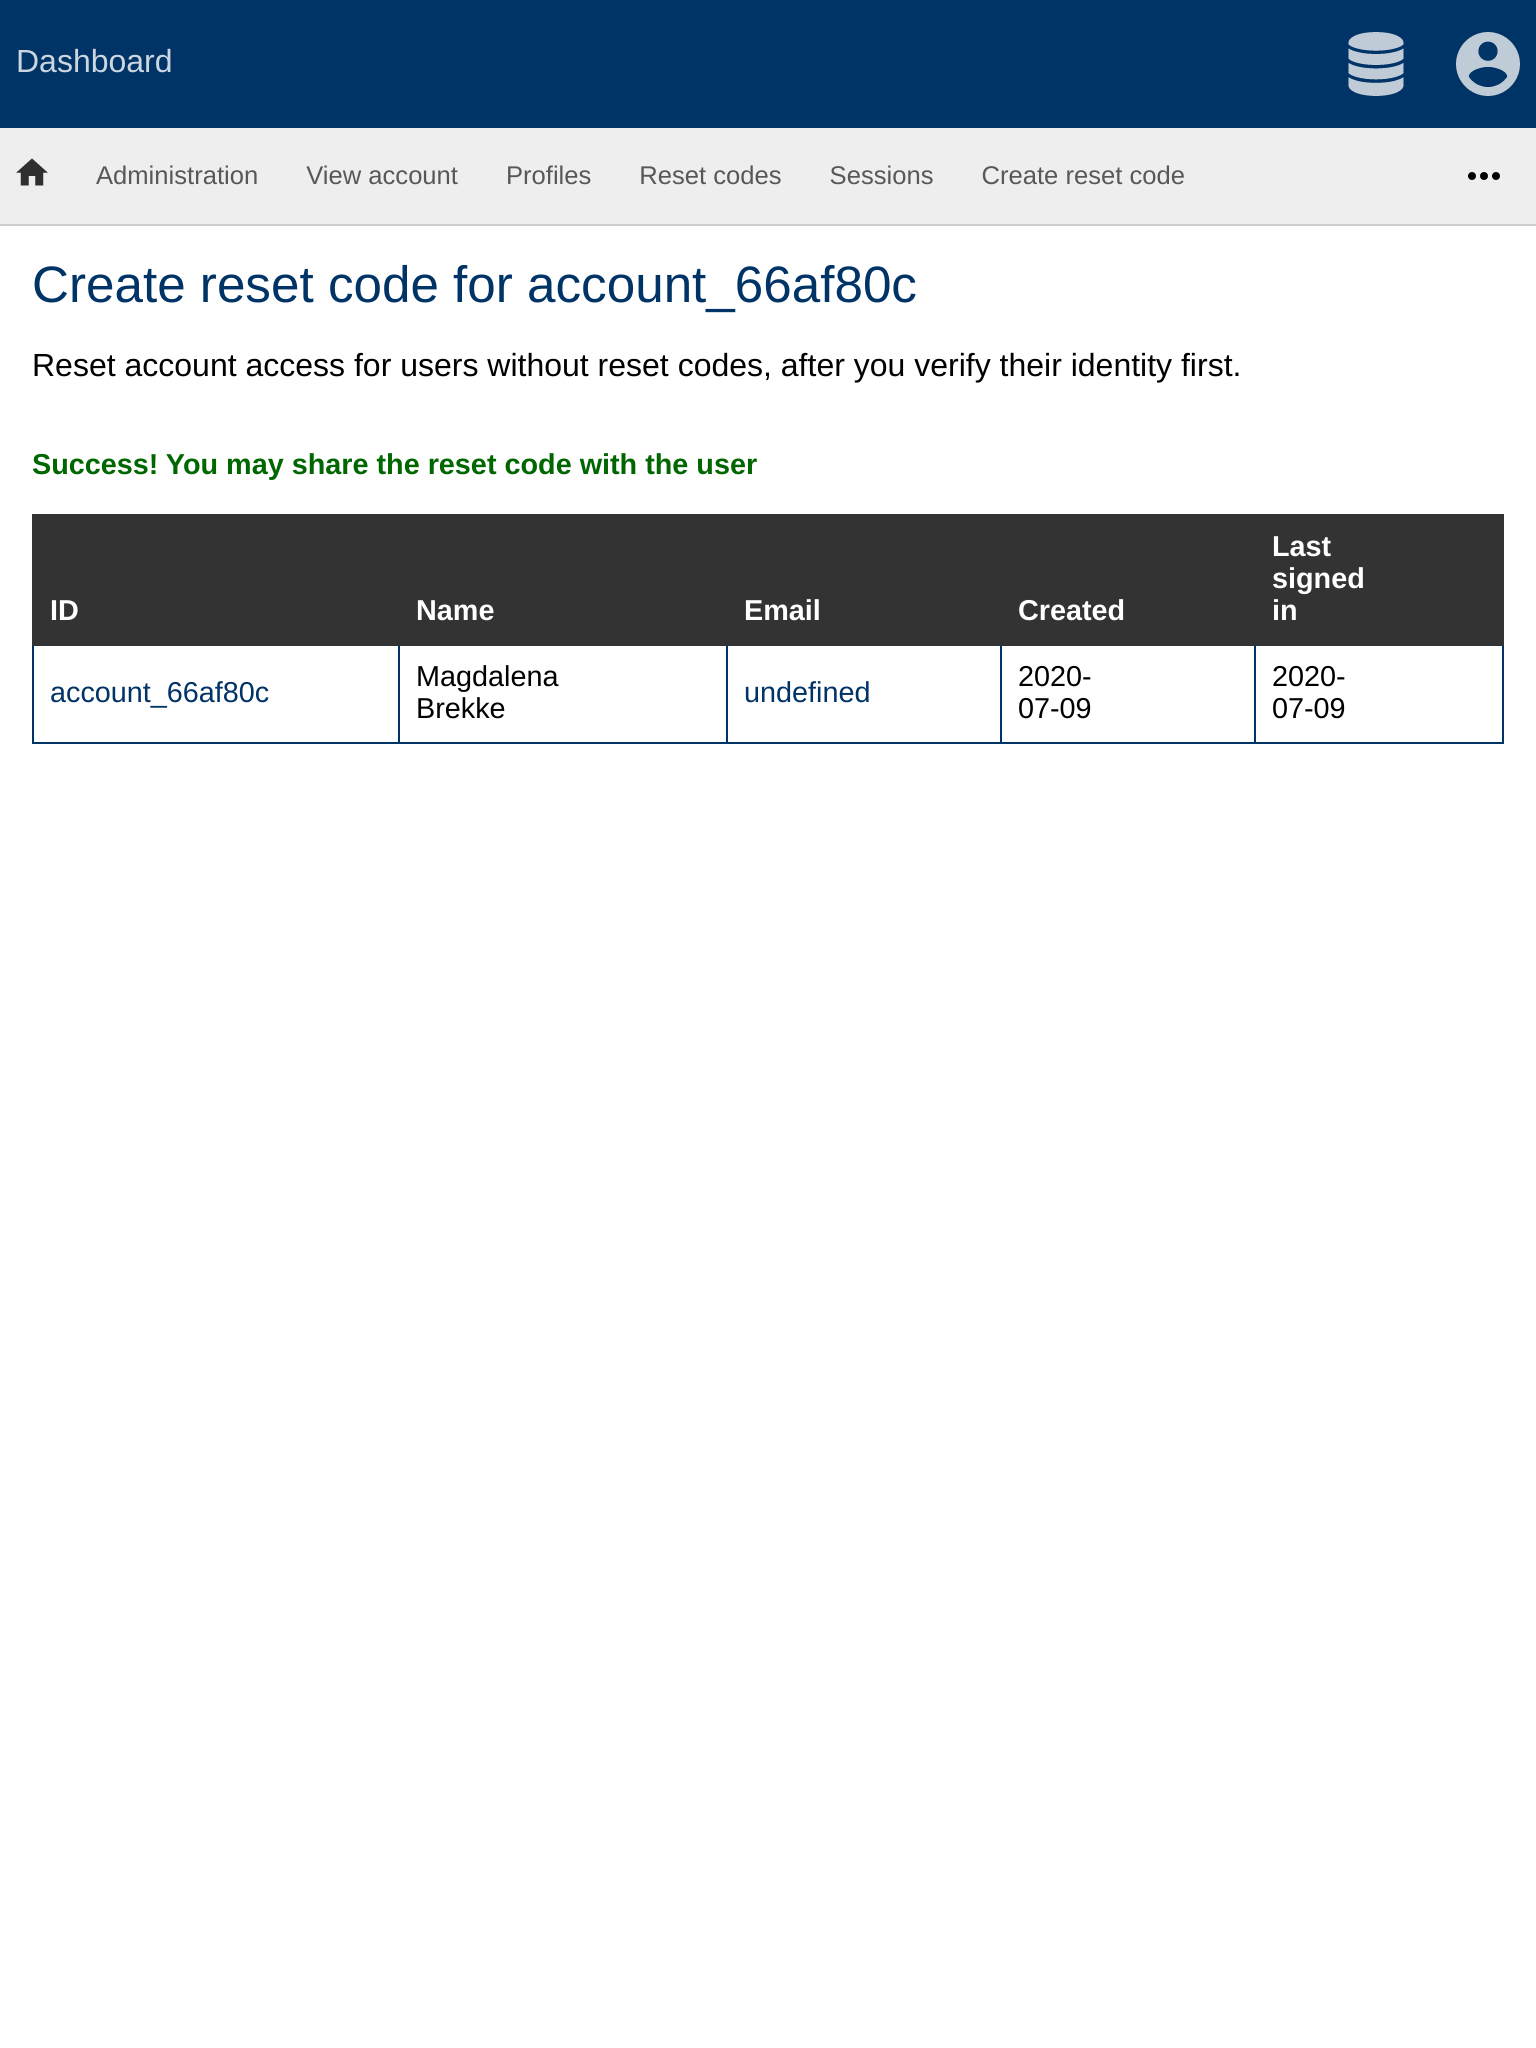 Dashboard
Administration View account Profiles Reset codes Sessions Create reset code
Create reset code for account_66af80c
Reset account access for users without reset codes, after you verify their identity first.
Success! You may share the reset code with the user
ID Name Email Created Last signed in
account_66af80c Magdalena Brekke undefined 2020-07-09 2020-07-09